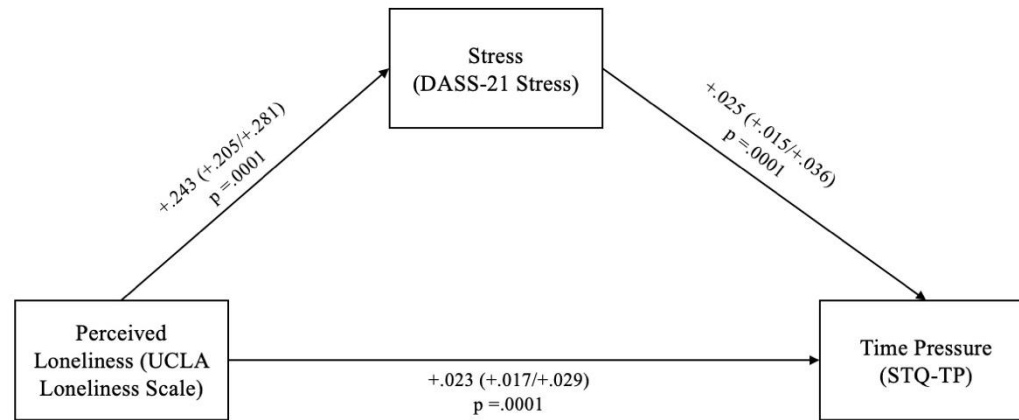 Stress
(DASS-21 Stress)
+.243 (+.205/+.281)
p =.0001
+.025 (+.015/+.036)
p =.0001
Perceived
Loneliness (UCLA
Loneliness Scale)
+.023 (+.017/+.029)
p =.0001
Time Pressure
(STQ-TP)